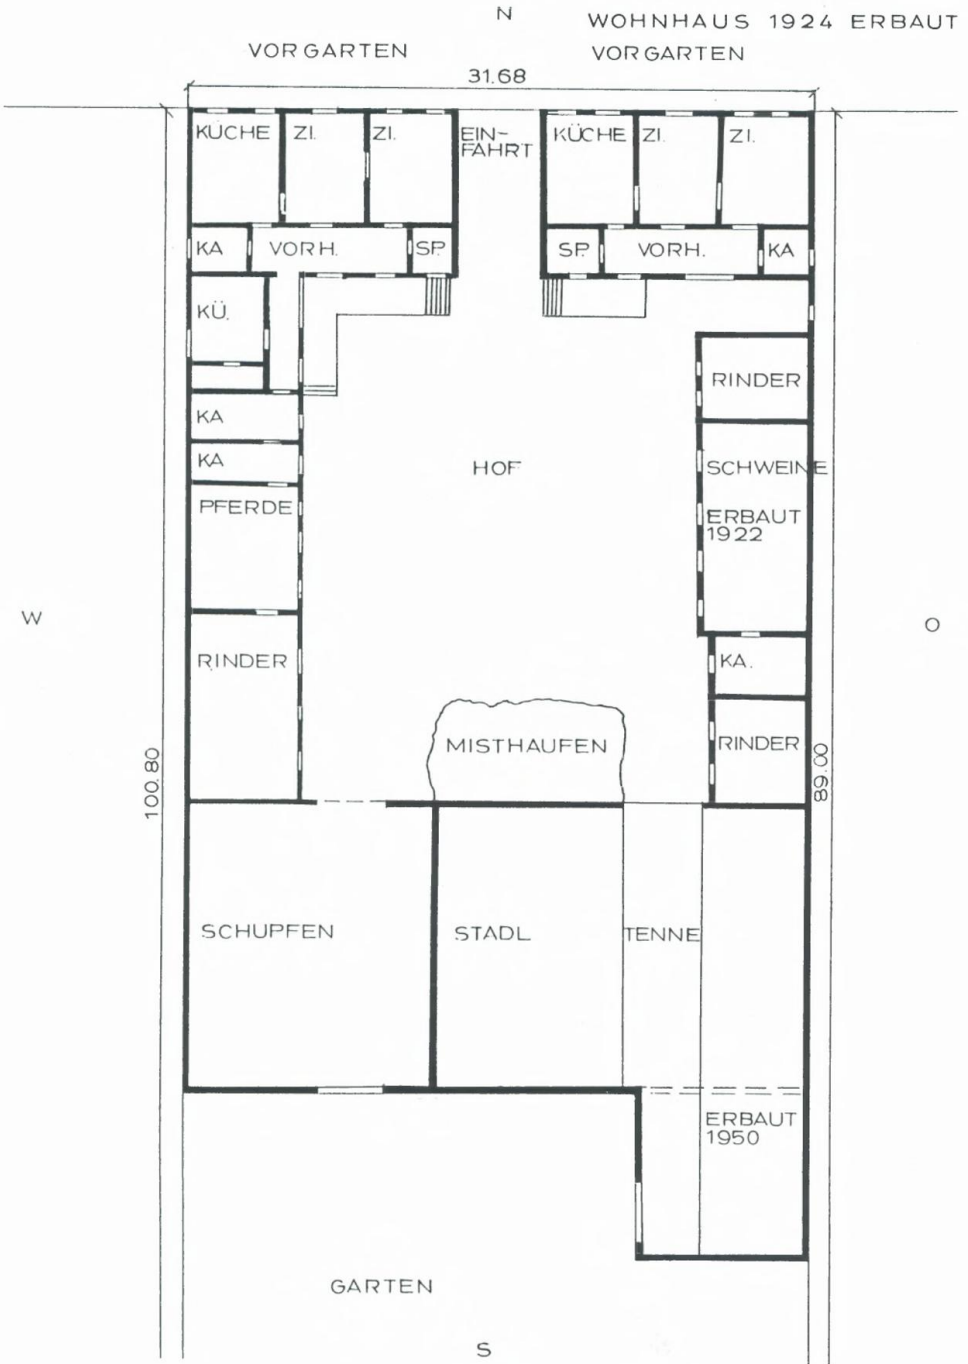 N
WOHNHAUS 1924 ERBAUT
VORGARTEN
VORGARTEN
31.68
KÜCHE
ZI.
ZI.
EIN-
FAHRT
KÜCHE
ZI.
ZI.
KA
VORH.
SP.
SP.
VORH.
KA
KÜ.
RINDER
KA
KA
HOF
SCHWEINE
PFERDE
ERBAUT
1922
W
O
RINDER
KA.
MISTHAUFEN
RINDER
100.80
89.00
SCHUPFEN
STADL
TENNE
ERBAUT
1950
GARTEN
S